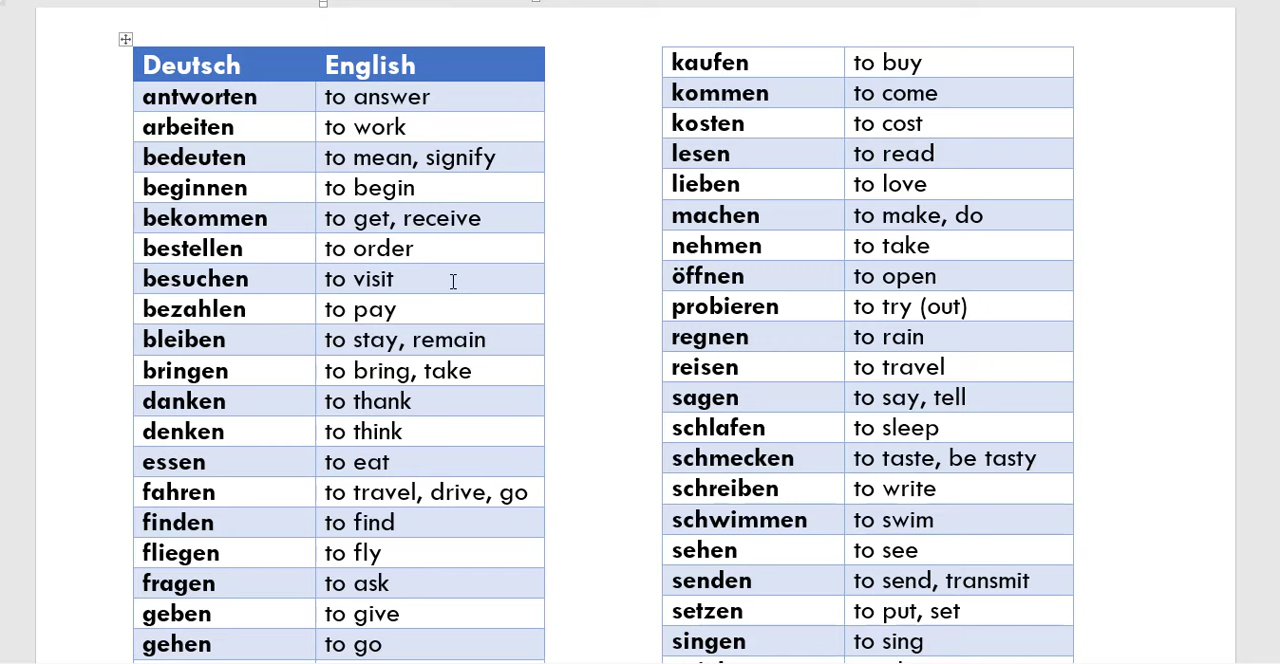 Deutsch English
antworten to answer
arbeiten to work
bedeuten to mean, signify
beginnen to begin
bekommen to get, receive
bestellen to order
besuchen to visit
bezahlen to pay
bleiben to stay, remain
bringen to bring, take
danken to thank
denken to think
essen to eat
fahren to travel, drive, go
finden to find
fliegen to fly
fragen to ask
geben to give
gehen to go
kaufen to buy
kommen to come
kosten to cost
lesen to read
lieben to love
machen to make, do
nehmen to take
öffnen to open
probieren to try (out)
regnen to rain
reisen to travel
sagen to say, tell
schlafen to sleep
schmecken to taste, be tasty
schreiben to write
schwimmen to swim
sehen to see
senden to send, transmit
setzen to put, set
singen to sing